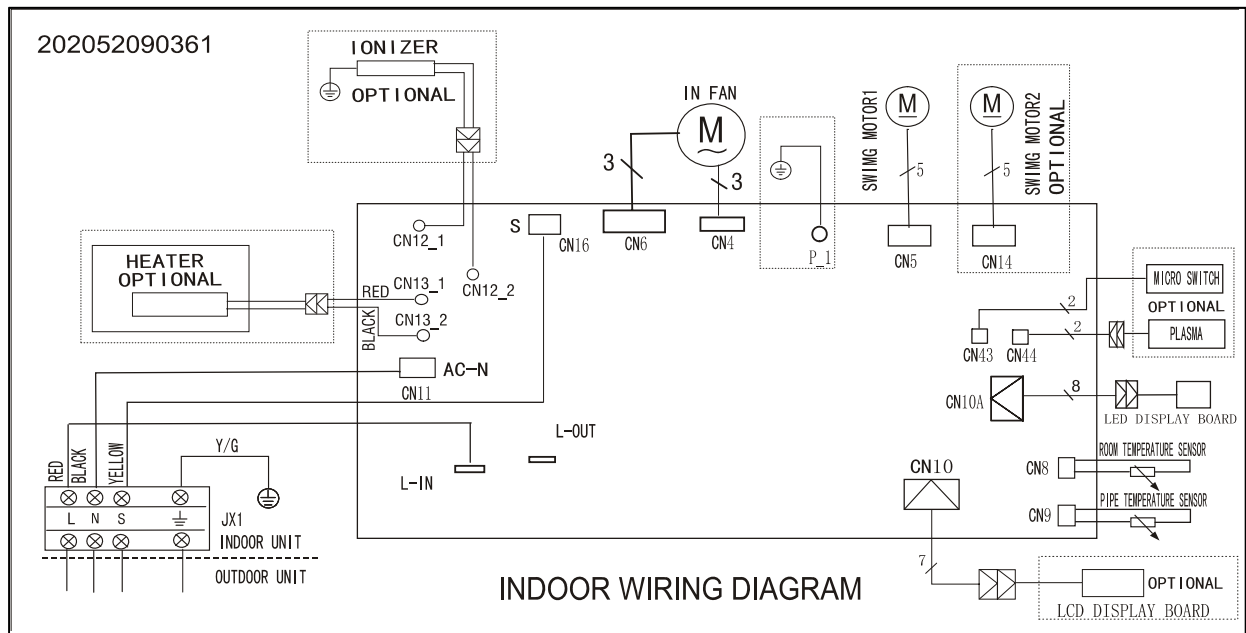 202052090361
IONIZER
OPTIONAL
IN FAN
M
3
3
SWIMG MOTOR1
M
5
SWIMG MOTOR2
OPTIONAL
M
5
CN12_1
S
CN16
CN6
CN4
P_1
CN5
CN14
HEATER
OPTIONAL
RED
CN13_1
CN12_2
BLACK
CN13_2
MICRO SWITCH
OPTIONAL
PLASMA
2
2
CN43
CN44
AC-N
CN11
CN10A
8
LED DISPLAY BOARD
L-OUT
L-IN
RED
BLACK
YELLOW
Y/G
ROOM TEMPERATURE SENSOR
CN8
PIPE TEMPERATURE SENSOR
CN9
CN10
L N S
JX1
INDOOR UNIT
OUTDOOR UNIT
7
INDOOR WIRING DIAGRAM
OPTIONAL
LCD DISPLAY BOARD